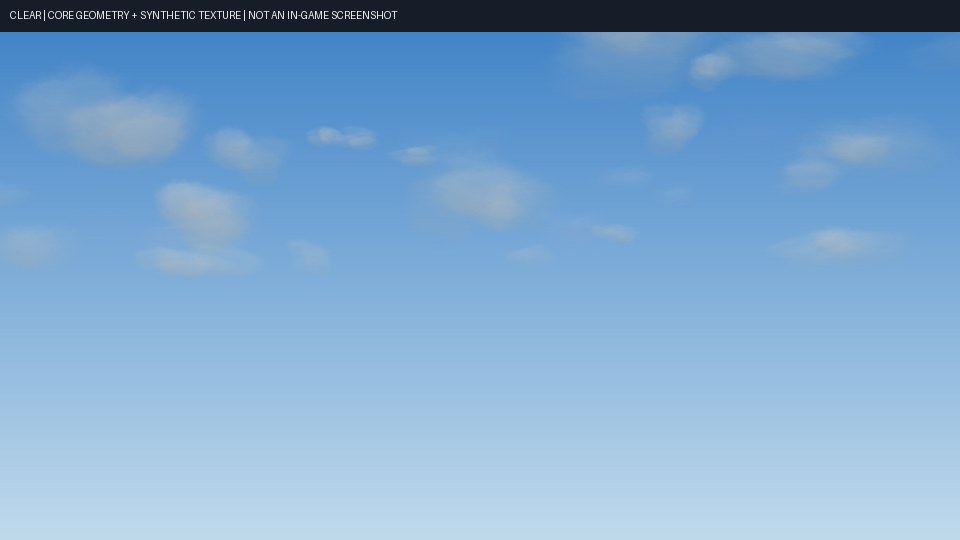 CLEAR | CORE GEOMETRY + SYNTHETIC TEXTURE | NOT AN IN-GAME SCREENSHOT